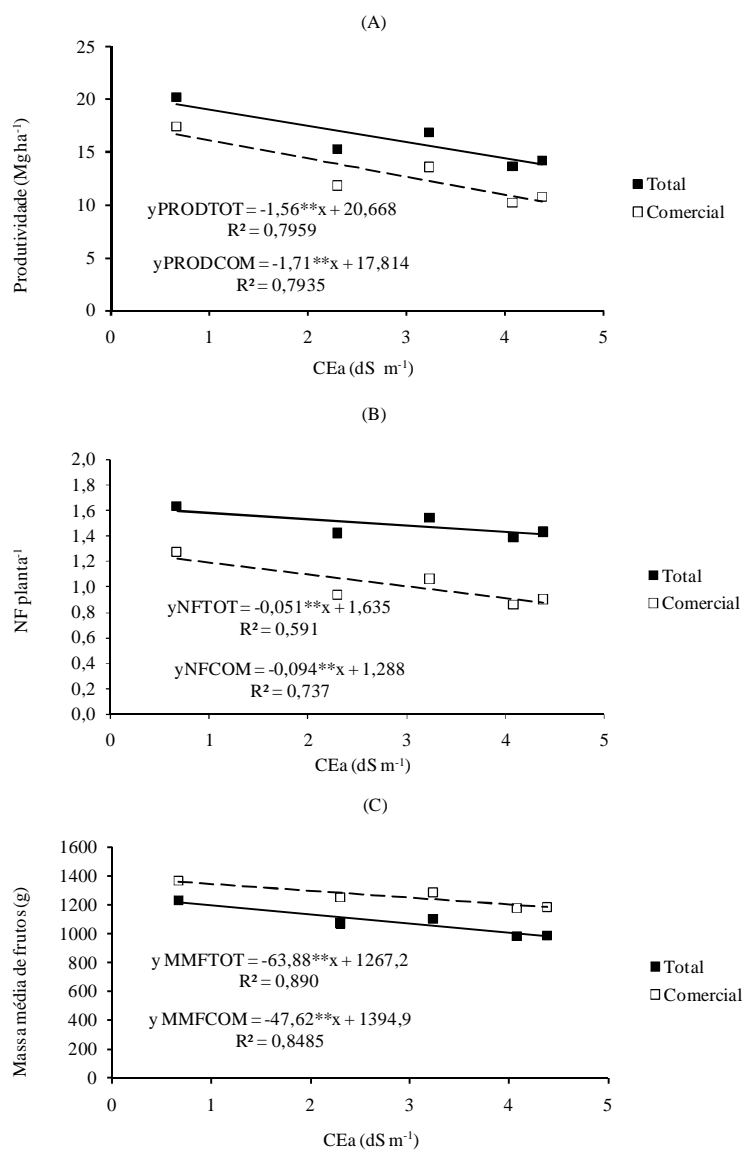 (A)
25
20
15
10
5
0
Produtividade (Mg ha-1)
yPRODTOT = -1,56**x + 20,668
R² = 0,7959
yPRODCOM = -1,71**x + 17,814
R² = 0,7935
Total
Comercial
0 1 2 3 4 5
CEa (dS m-1)
(B)
2,0
1,8
1,6
1,4
1,2
1,0
0,8
0,6
0,4
0,2
0,0
NF planta-1
yNFTOT = -0,051**x + 1,635
R² = 0,591
yNFCOM = -0,094**x + 1,288
R² = 0,737
Total
Comercial
0 1 2 3 4 5
CEa (dS m-1)
(C)
1600
1400
1200
1000
800
600
400
200
0
Massa média de frutos (g)
y MMFTOT = -63,88**x + 1267,2
R² = 0,890
y MMFCOM = -47,62**x + 1394,9
R² = 0,8485
Total
Comercial
0 1 2 3 4 5
CEa (dS m-1)